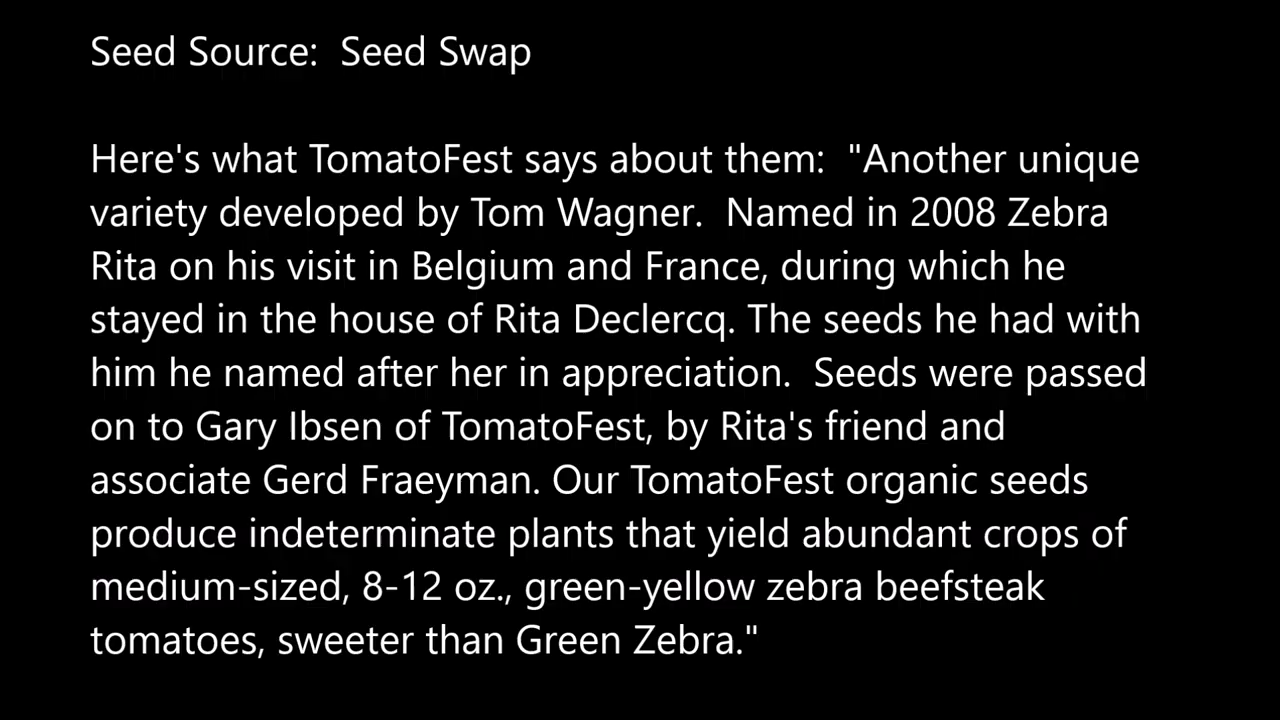 Seed Source:  Seed Swap
Here's what TomatoFest says about them:  "Another unique
variety developed by Tom Wagner.  Named in 2008 Zebra
Rita on his visit in Belgium and France, during which he
stayed in the house of Rita Declercq. The seeds he had with
him he named after her in appreciation.  Seeds were passed
on to Gary Ibsen of TomatoFest, by Rita's friend and
associate Gerd Fraeyman. Our TomatoFest organic seeds
produce indeterminate plants that yield abundant crops of
medium-sized, 8-12 oz., green-yellow zebra beefsteak
tomatoes, sweeter than Green Zebra."